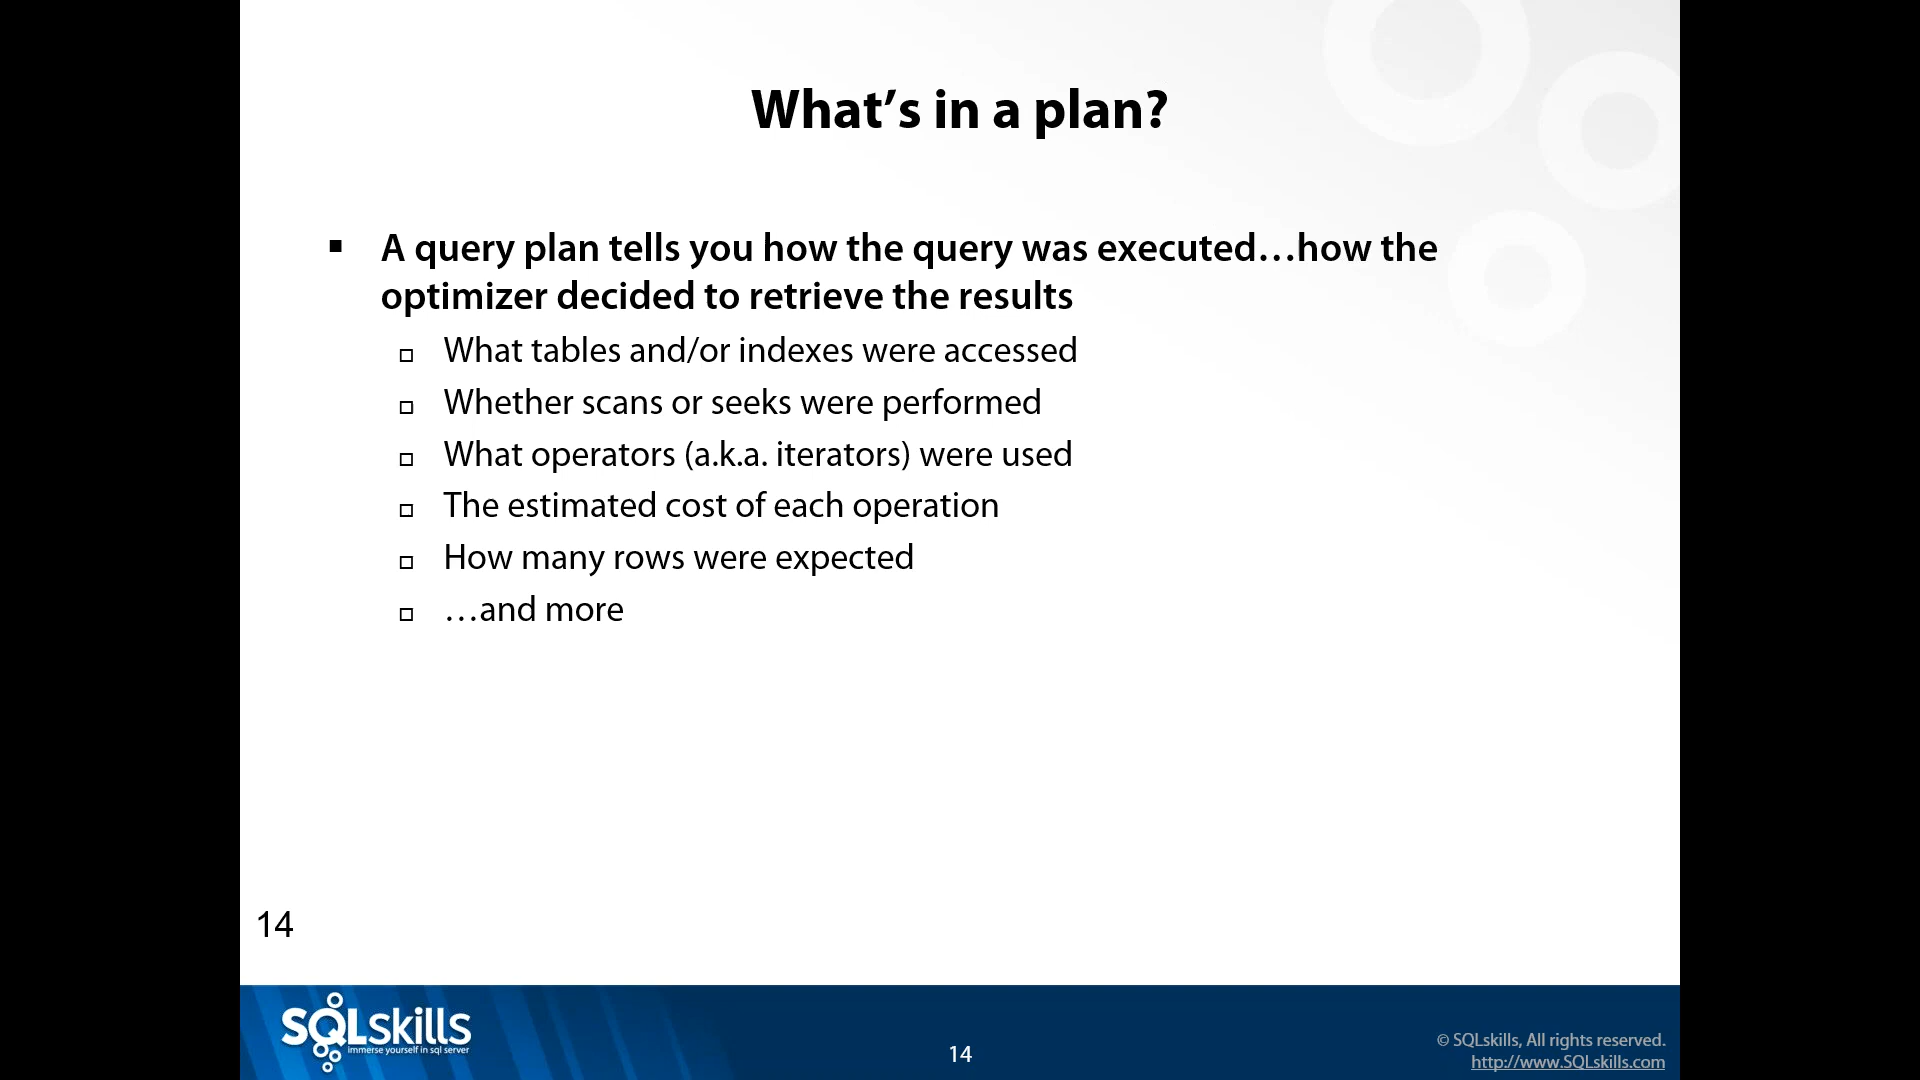 What’s in a plan?
A query plan tells you how the query was executed…how the
optimizer decided to retrieve the results
What tables and/or indexes were accessed
Whether scans or seeks were performed
What operators (a.k.a. iterators) were used
The estimated cost of each operation
How many rows were expected
…and more
14
SQLskills
immerse yourself in sql server
14
© SQLskills, All rights reserved.
http://www.SQLskills.com